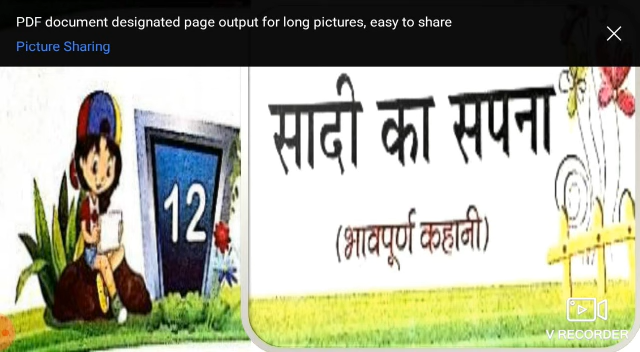 PDF document designated page output for long pictures, easy to share
Picture Sharing
12
सादी का सपना
(भावपूर्ण कहानी)
V RECORDER